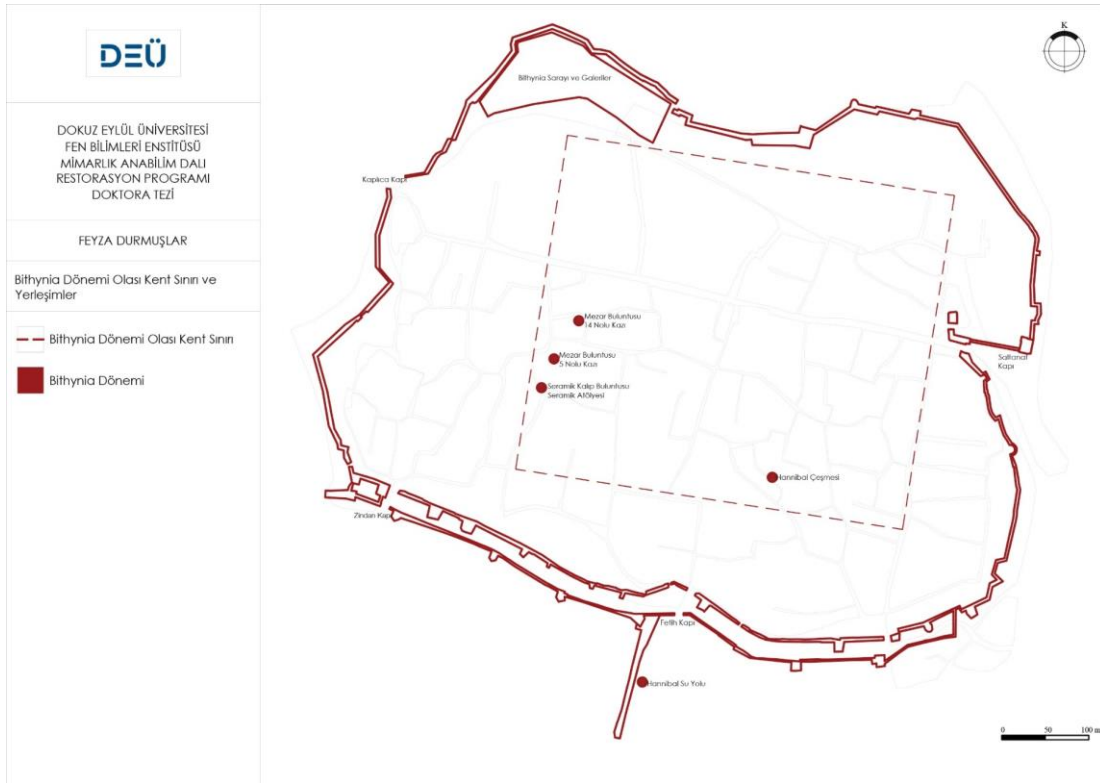 DEÜ
DOKUZ EYLÜL ÜNİVERSİTESİ
FEN BİLİMLERİ ENSTİTÜSÜ
MİMARLIK ANABİLİM DALI
RESTORASYON PROGRAMI
DOKTORA TEZİ
FEYZA DURMUŞLAR
Bithynia Dönemi Olası Kent Sınırı ve
Yerleşimler
Bithynia Dönemi Olası Kent Sınırı
Bithynia Dönemi
K
Bithynia Sarayı ve Galeriler
Kaplıca Kapı
Mezar Buluntusu
14 Nolu Kazı
Mezar Buluntusu
5 Nolu Kazı
Seramik Kalıp Buluntusu
Seramik Atölyesi
Saltanat
Kapı
Hannibal Çeşmesi
Zindan Kapı
Fetih Kapı
Hannibal Su Yolu
0 50 100 m